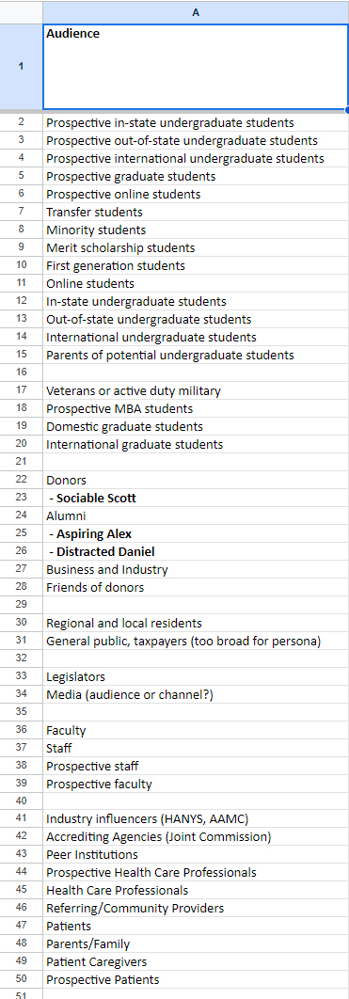 A
1 Audience
2 Prospective in-state undergraduate students
3 Prospective out-of-state undergraduate students
4 Prospective international undergraduate students
5 Prospective graduate students
6 Prospective online students
7 Transfer students
8 Minority students
9 Merit scholarship students
10 First generation students
11 Online students
12 In-state undergraduate students
13 Out-of-state undergraduate students
14 International undergraduate students
15 Parents of potential undergraduate students
16
17 Veterans or active duty military
18 Prospective MBA students
19 Domestic graduate students
20 International graduate students
21
22 Donors
23 - Sociable Scott
24 Alumni
25 - Aspiring Alex
26 - Distracted Daniel
27 Business and Industry
28 Friends of donors
29
30 Regional and local residents
31 General public, taxpayers (too broad for persona)
32
33 Legislators
34 Media (audience or channel?)
35
36 Faculty
37 Staff
38 Prospective staff
39 Prospective faculty
40
41 Industry influencers (HANYS, AAMC)
42 Accrediting Agencies (Joint Commission)
43 Peer Institutions
44 Prospective Health Care Professionals
45 Health Care Professionals
46 Referring/Community Providers
47 Patients
48 Parents/Family
49 Patient Caregivers
50 Prospective Patients
51